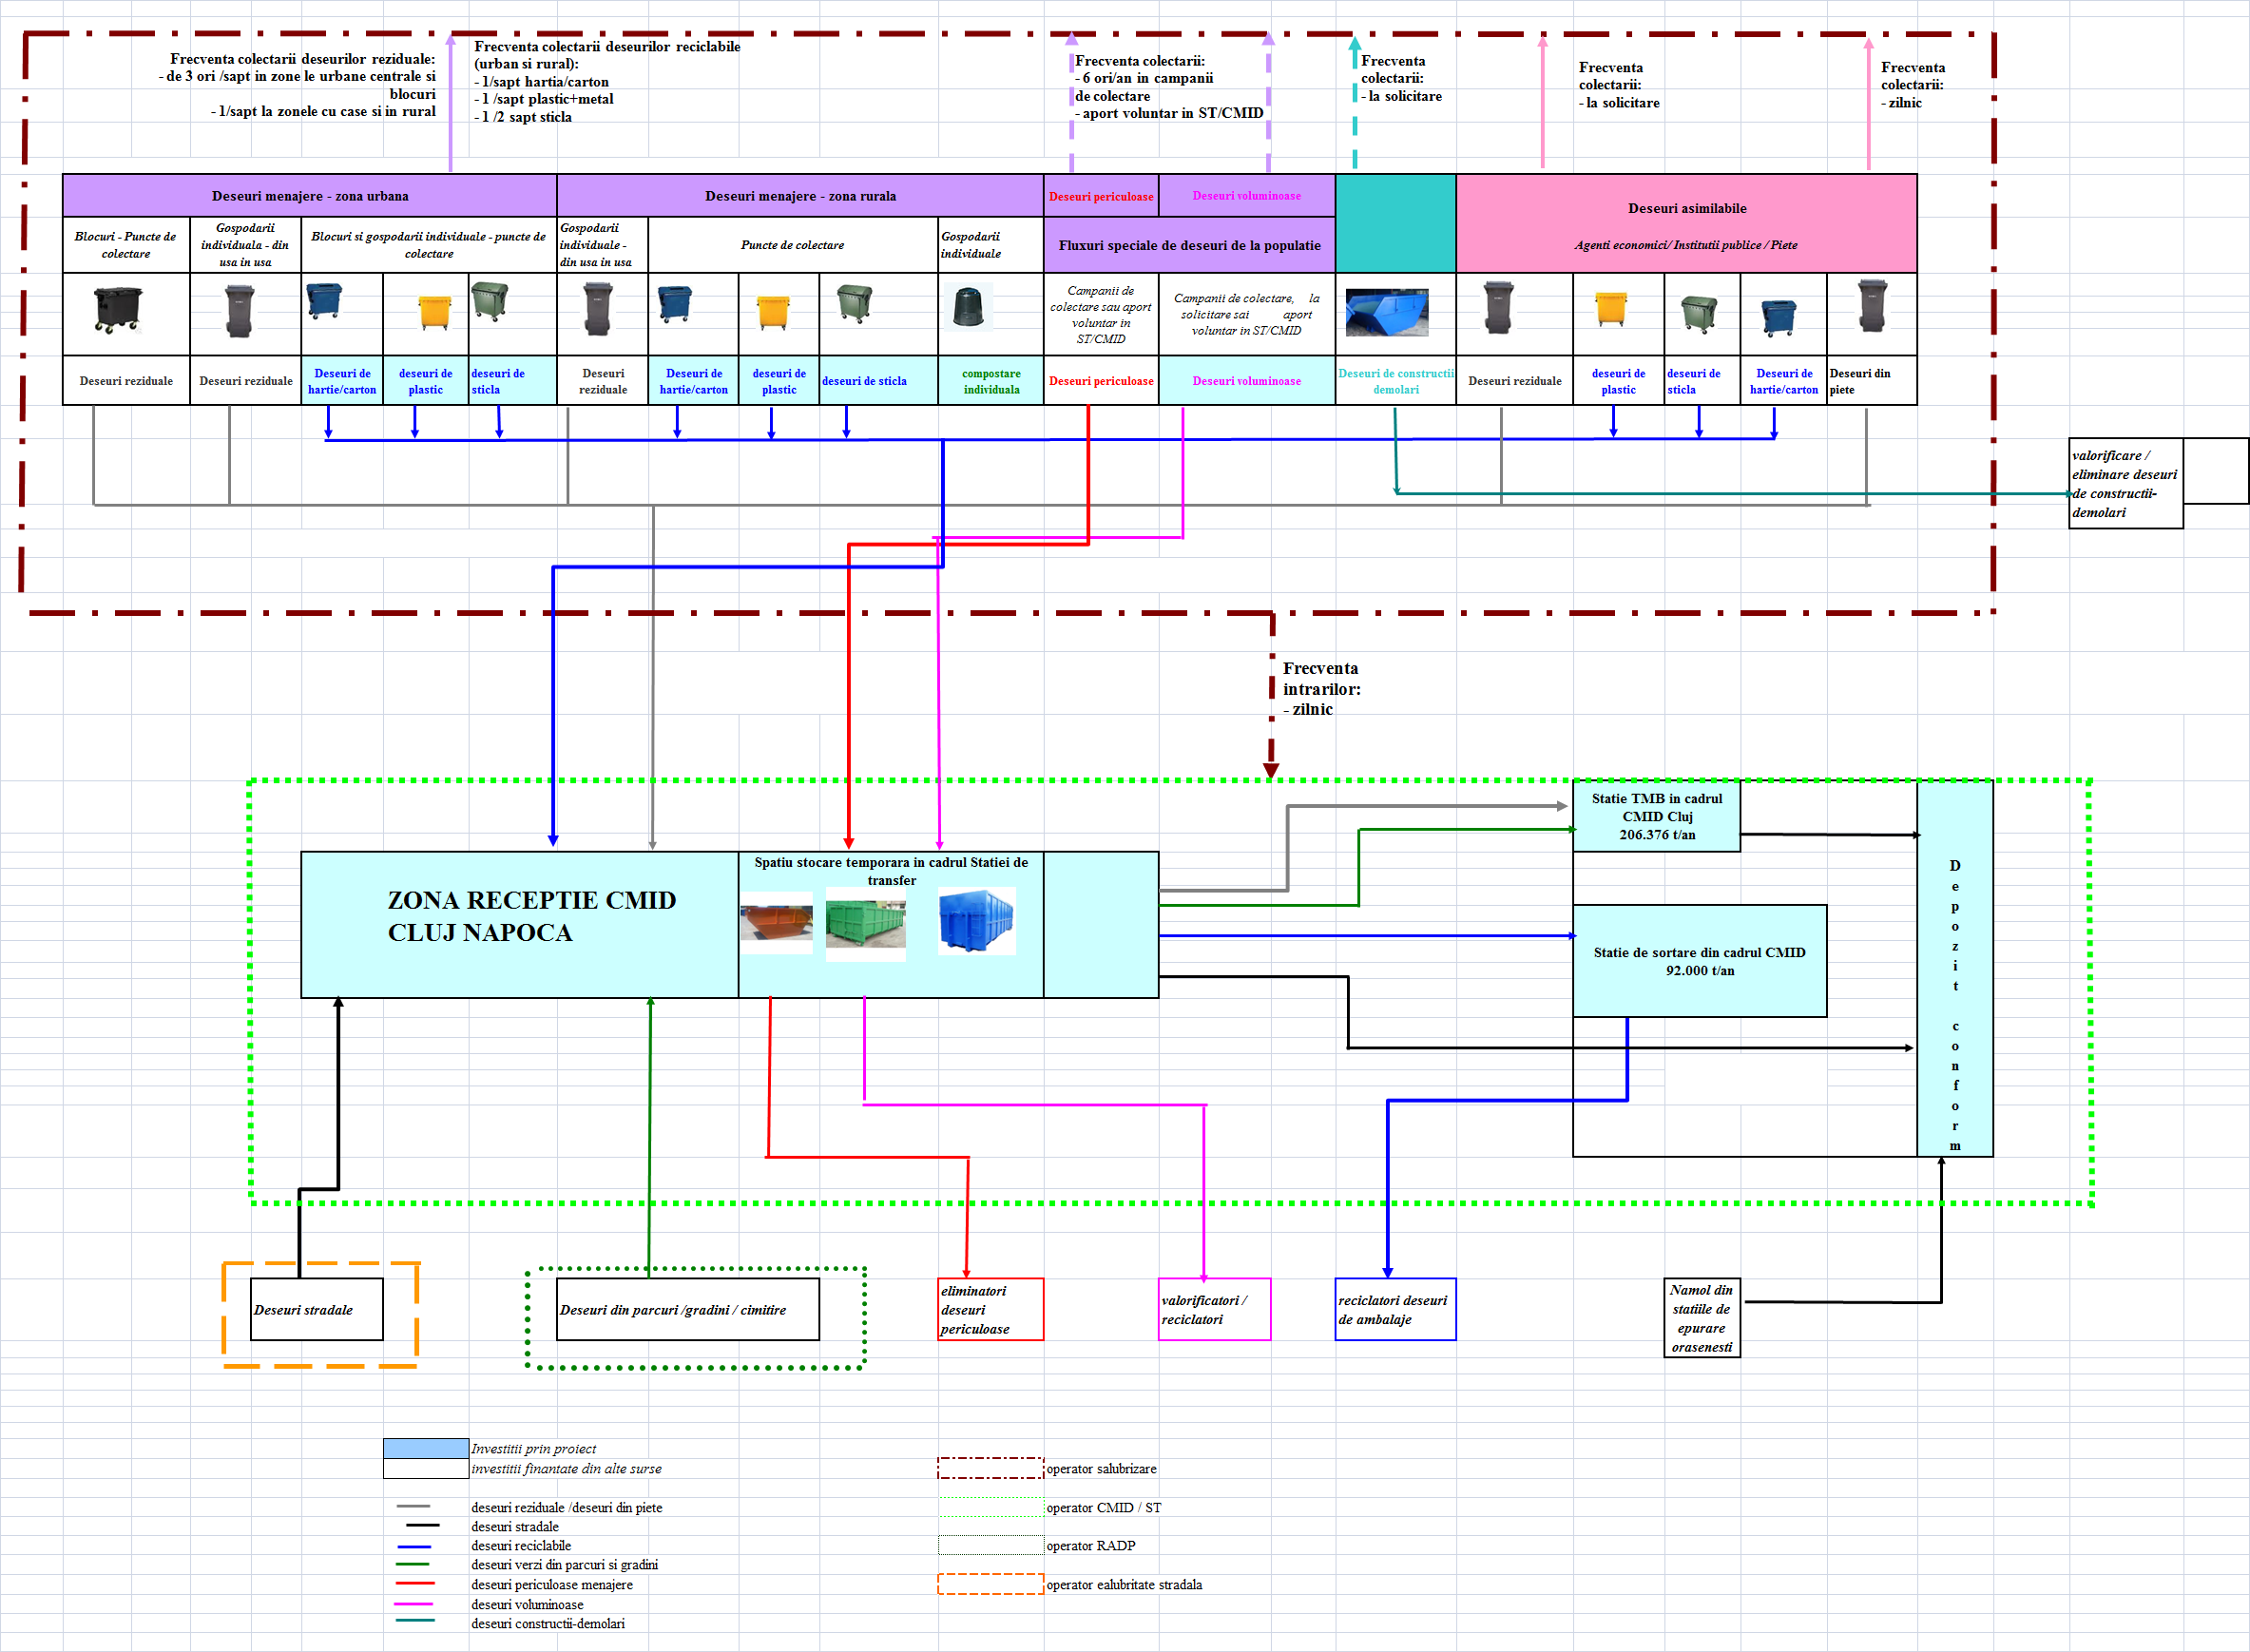 Frecventa colectarii deseurilor reziduale:
- de 3 ori /sapt in zone le urbane centrale si
blocuri
- 1/sapt la zonele cu case si in rural
Frecventa colectarii deseurilor reciclabile
(urban si rural):
- 1/sapt hartia/carton
- 1 /sapt plastic+metal
- 1 /2 sapt sticla
Frecventa colectarii:
- 6 ori/an in campanii
de colectare
- aport voluntar in ST/CMID
Frecventa
colectarii:
- la solicitare
Frecventa
colectarii:
- la solicitare
Frecventa
colectarii:
- zilnic
Deseuri menajere - zona urbana
Deseuri menajere - zona rurala
Deseuri periculoase
Deseuri voluminoase
Deseuri asimilabile
Agenti economici/ Institutii publice / Piete
Blocuri - Puncte de
colectare
Gospodarii
individuala - din
usa in usa
Blocuri si gospodarii individuale - puncte de
colectare
Gospodarii
individuale -
din usa in usa
Puncte de colectare
Gospodarii
individuale
Fluxuri speciale de deseuri de la populatie
Campanii de
colectare sau aport
voluntar in
ST/CMID
Campanii de colectare, la
solicitare sai aport
voluntar in ST/CMID
Deseuri reziduale
Deseuri reziduale
Deseuri de
hartie/carton
deseuri de
plastic
deseuri de
sticla
Deseuri
reziduale
Deseuri de
hartie/carton
deseuri de
plastic
deseuri de sticla
compostare
individuala
Deseuri periculoase
Deseuri voluminoase
Deseuri de constructii
demolari
Deseuri reziduale
deseuri de
plastic
deseuri de
sticla
Deseuri de
hartie/carton
Deseuri din
piete
valorificare /
eliminare deseuri
de constructii-
demolari
Frecventa
intrarilor:
- zilnic
ZONA RECEPTIE CMID
CLUJ NAPOCA
Spatiu stocare temporara in cadrul Statiei de
transfer
Statie TMB in cadrul
CMID Cluj
206.376 t/an
Statie de sortare din cadrul CMID
92.000 t/an
D
e
p
o
z
i
t
c
o
n
f
o
r
m
Deseuri stradale
Deseuri din parcuri /gradini / cimitire
eliminatori
deseuri
periculoase
valorificatori /
reciclatori
reciclatori deseuri
de ambalaje
Namol din
statiile de
epurare
orasenesti
Investitii prin proiect
investitii finantate din alte surse
deseuri reziduale /deseuri din piete
deseuri stradale
deseuri reciclabile
deseuri verzi din parcuri si gradini
deseuri periculoase menajere
deseuri voluminoase
deseuri constructii-demolari
operator salubrizare
operator CMID / ST
operator RADP
operator ealubritate stradala